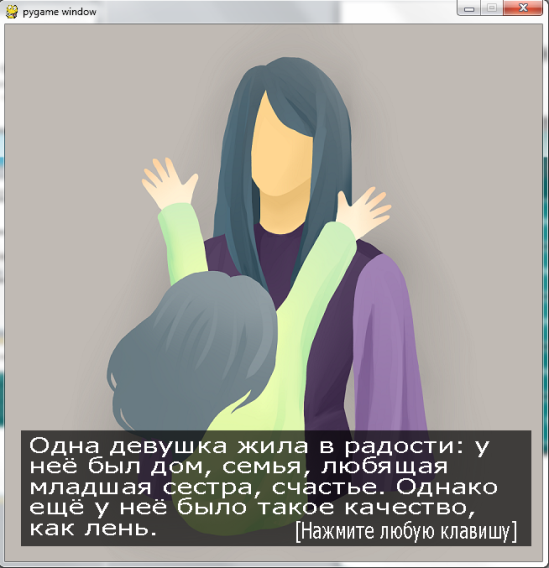 pygame window
Одна девушка жила в радости: у
неё был дом, семья, любящая
младшая сестра, счастье. Однако
ещё у неё было такое качество,
как лень.
[Нажмите любую клавишу]